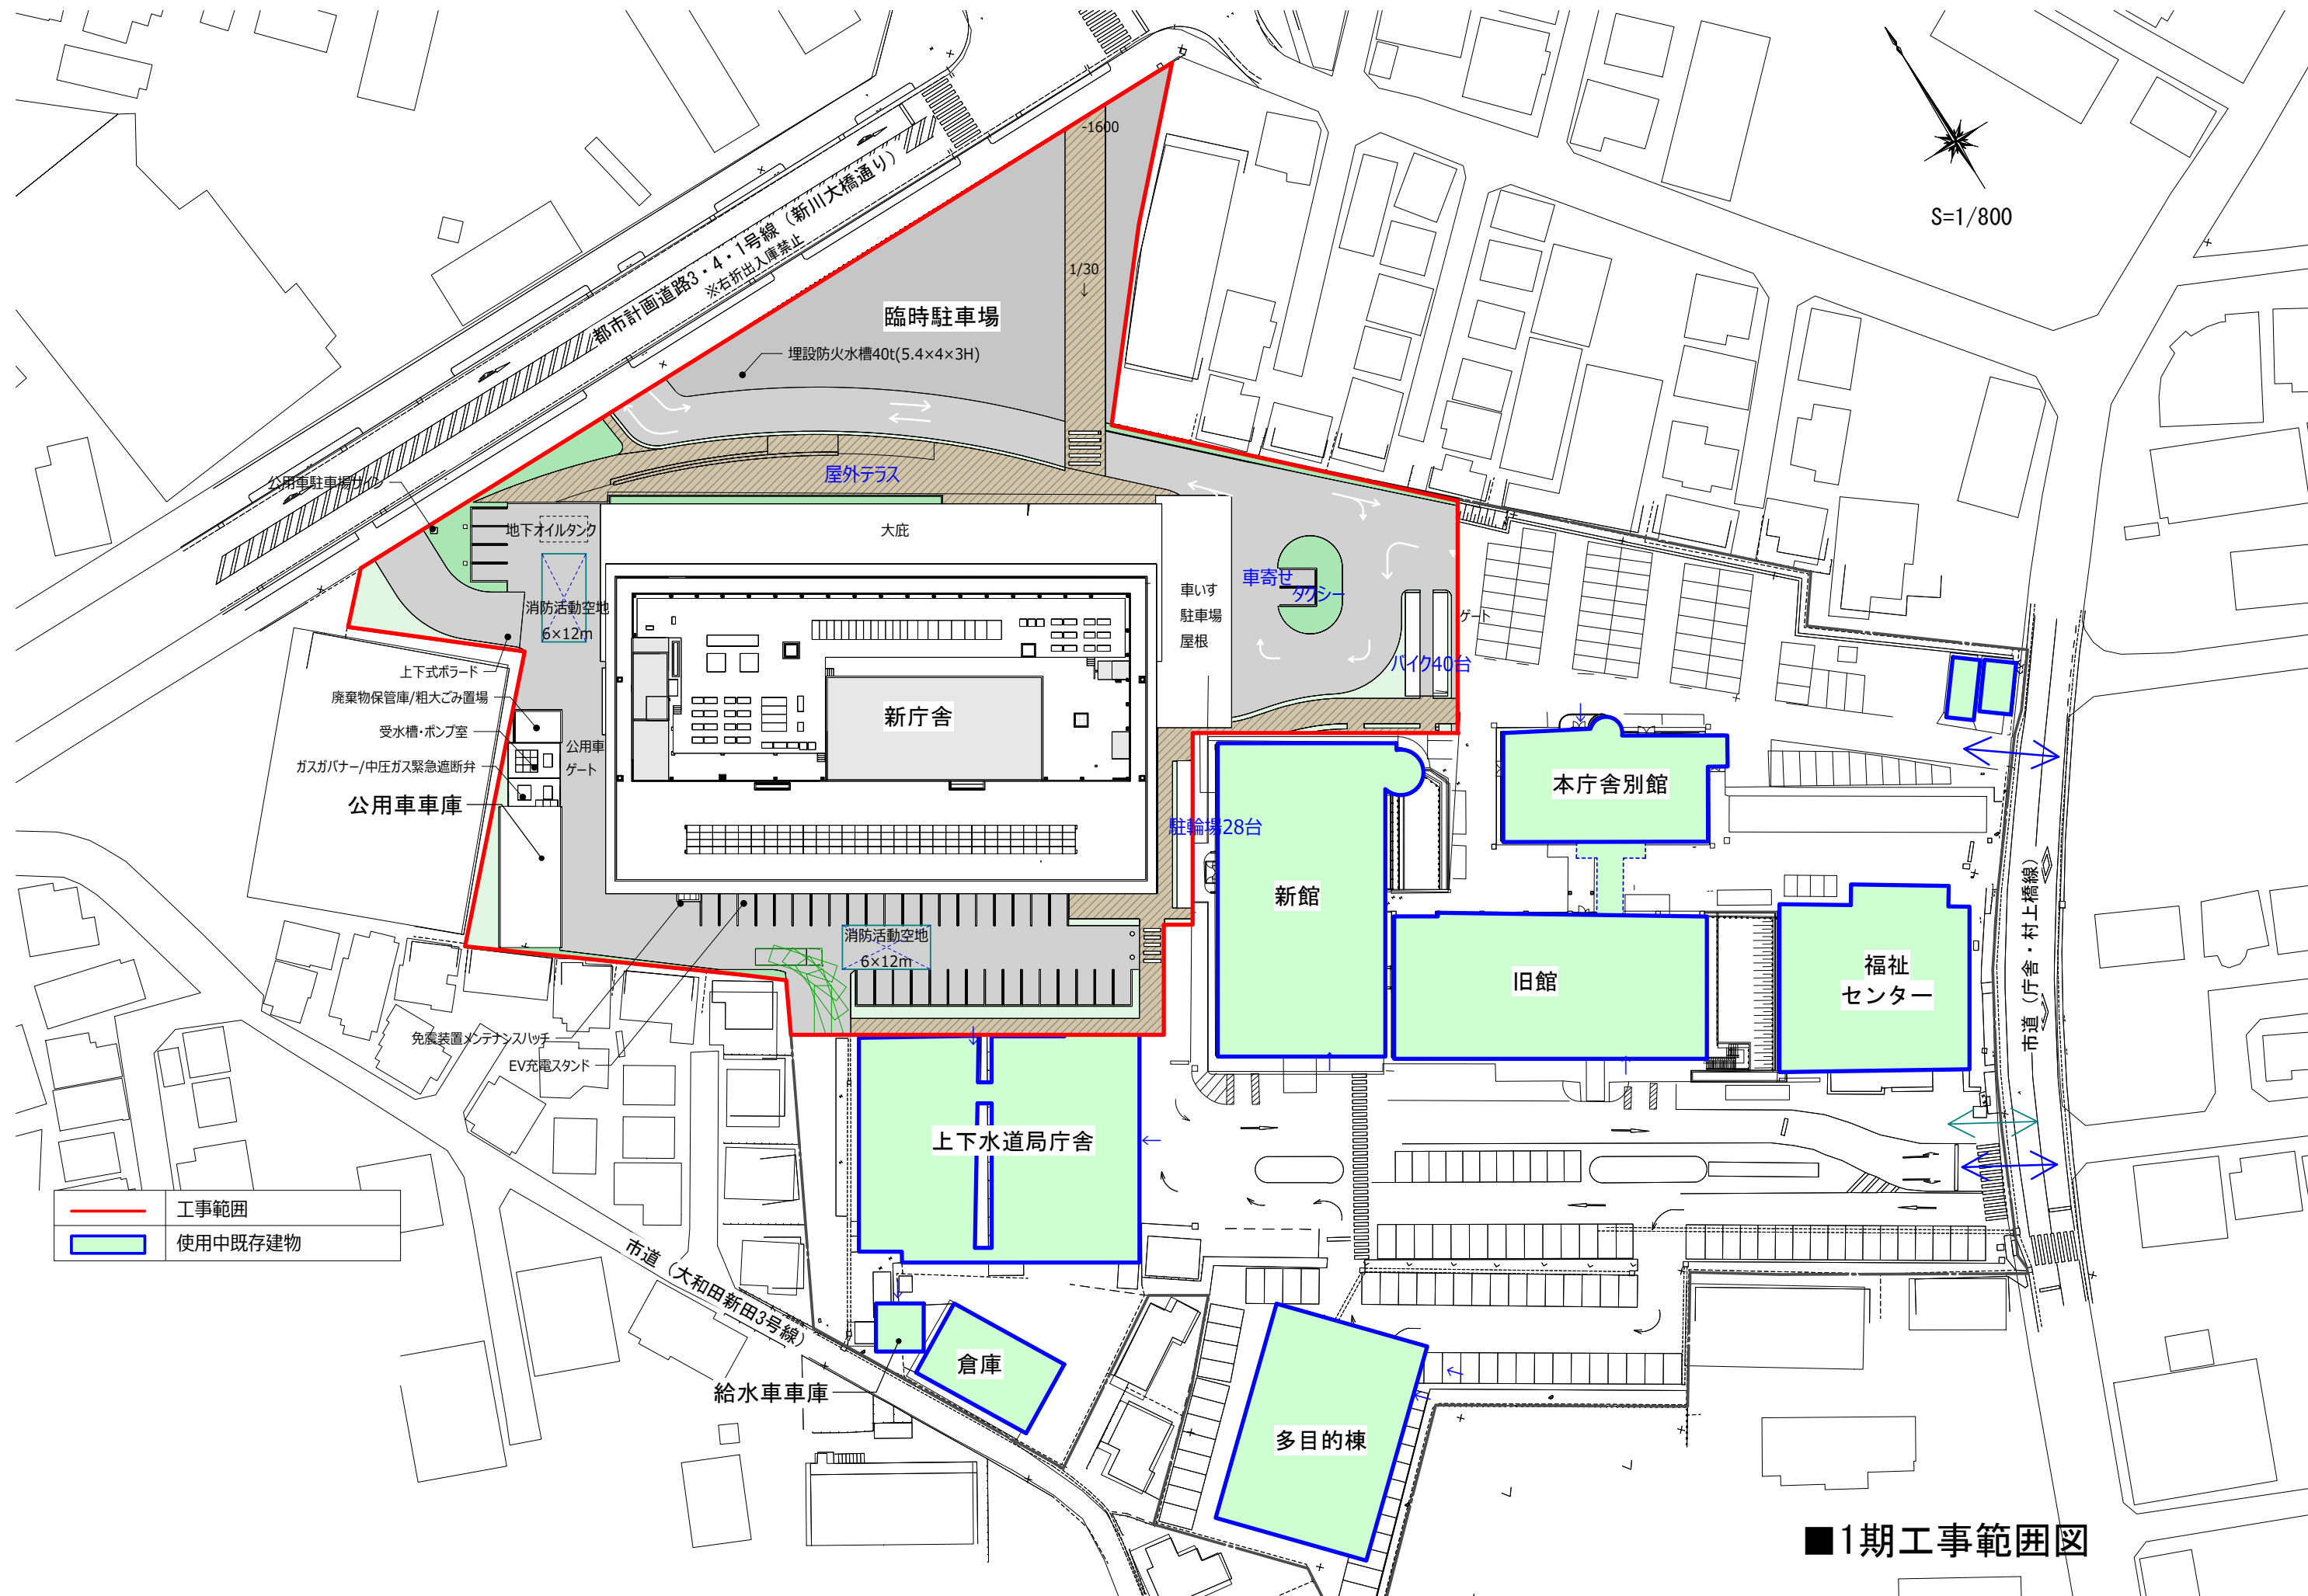 -1600
S=1/800
都市計画道路3・4・1号線（新川大橋通り）
※右折出入庫禁止
1/30
↓
臨時駐車場
埋設防火水槽40t(5.4×4×3H)
屋外テラス
公用車駐車場サイン
地下オイルタンク
大庇
消防活動空地
6×12m
車いす
駐車場
屋根
車寄せ
タクシー
ゲート
バイク40台
上下式ボラード
廃棄物保管庫/粗大ごみ置場
受水槽・ポンプ室
ガスガバナー/中圧ガス緊急遮断弁
公用車車庫
公用車
ゲート
新庁舎
本庁舎別館
駐輪場28台
新館
旧館
福祉
センター
市道（庁舎・村上橋線）
消防活動空地
6×12m
免震装置メンテナンスハッチ
EV充電スタンド
上下水道局庁舎
工事範囲
使用中既存建物
市道（大和田新田3号線）
給水車車庫
倉庫
多目的棟
■1期工事範囲図